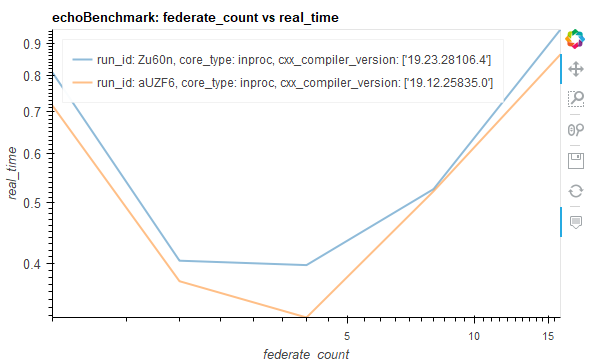 echoBenchmark: federate_count vs real_time
run_id: Zu60n, core_type: inproc, cxx_compiler_version: ['19.23.28106.4']
run_id: aUZF6, core_type: inproc, cxx_compiler_version: ['19.12.25835.0']
0.9
0.8
0.7
0.6
0.5
0.4
real_time
5
10
15
federate_count